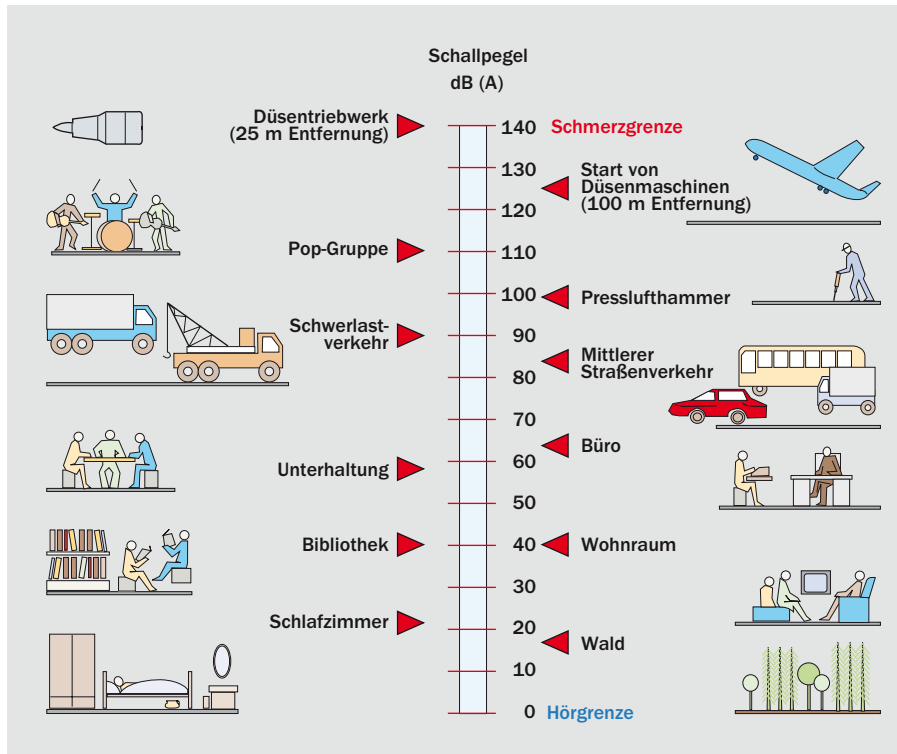 Schallpegel
dB (A)
Düsentriebwerk
(25 m Entfernung)
140 Schmerzgrenze
130
Start von
Düsenmaschinen
(100 m Entfernung)
120
Pop-Gruppe
110
100
Presslufthammer
Schwerlast-
verkehr
90
Mittlerer
Straßenverkehr
80
70
Büro
60
Unterhaltung
50
Bibliothek
40
Wohnraum
30
Schlafzimmer
20
Wald
10
0 Hörgrenze